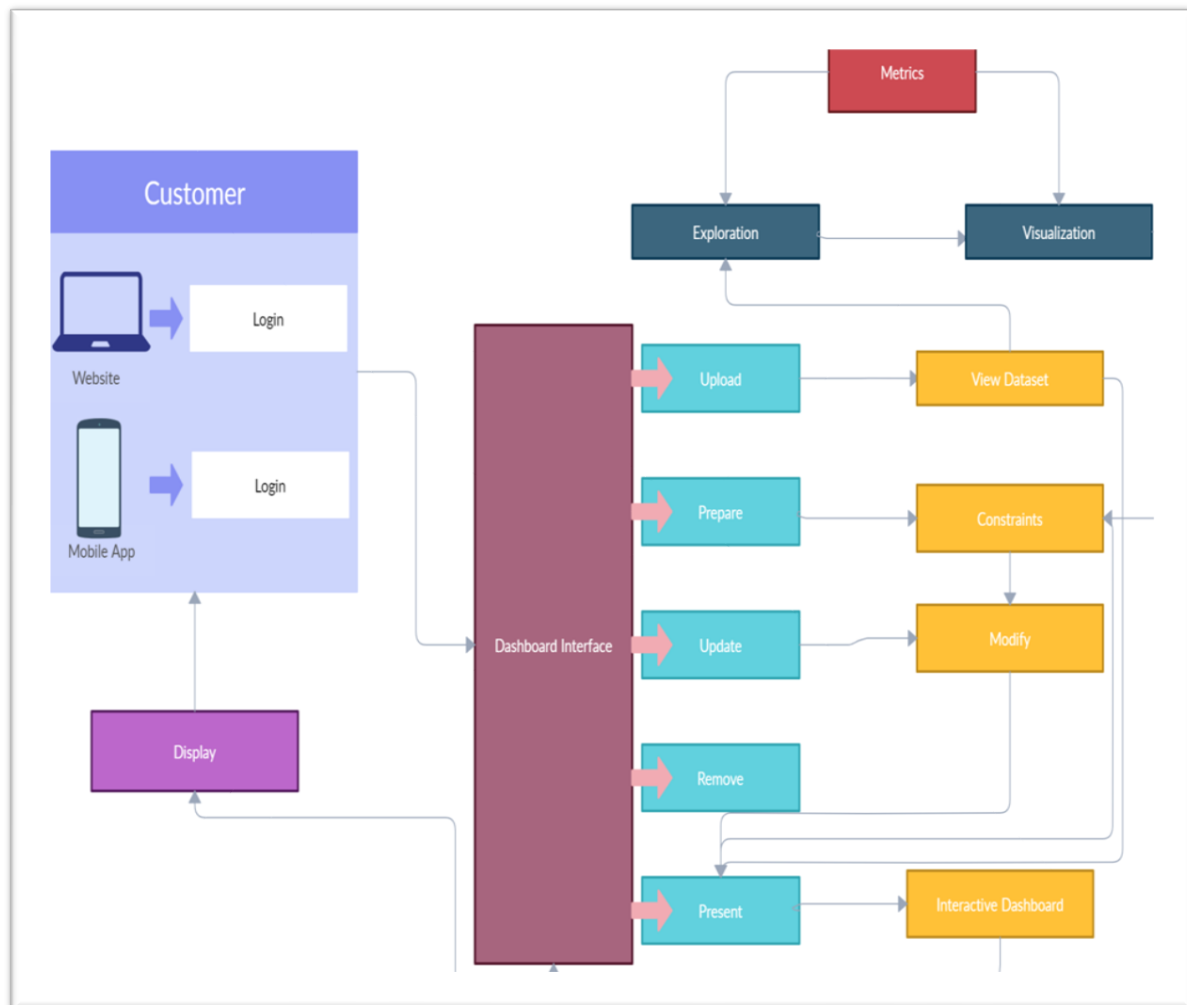 Metrics
Customer
Exploration
Visualization
Login
Website
Upload
View Dataset
Login
Mobile App
Prepare
Constraints
Dashboard Interface
Update
Modify
Display
Remove
Present
Interactive Dashboard